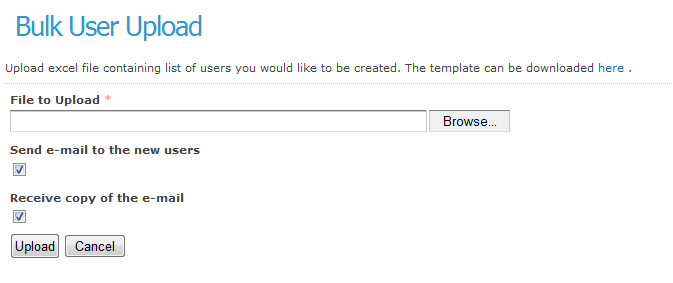 Bulk User Upload
Upload excel file containing list of users you would like to be created. The template can be downloaded here .
File to Upload *
Browse...
Send e-mail to the new users
Receive copy of the e-mail
Upload Cancel